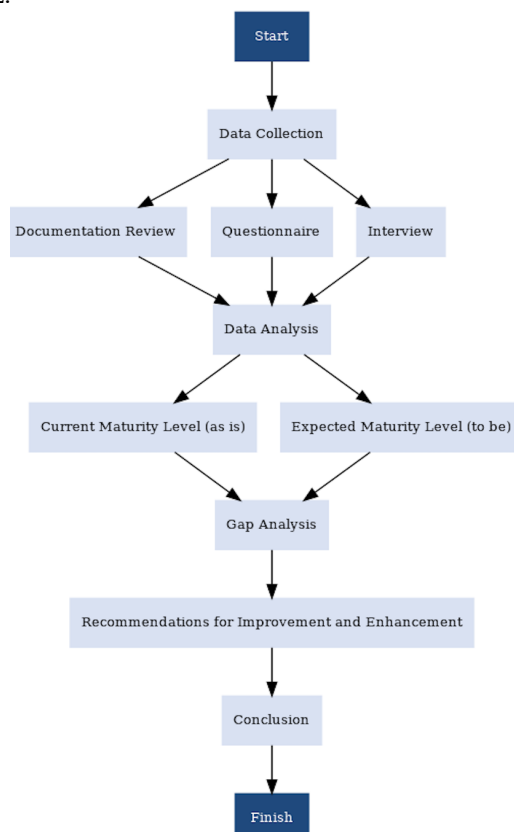 Start
Data Collection
Documentation Review
Questionnaire
Interview
Data Analysis
Current Maturity Level (as is)
Expected Maturity Level (to be)
Gap Analysis
Recommendations for Improvement and Enhancement
Conclusion
Finish